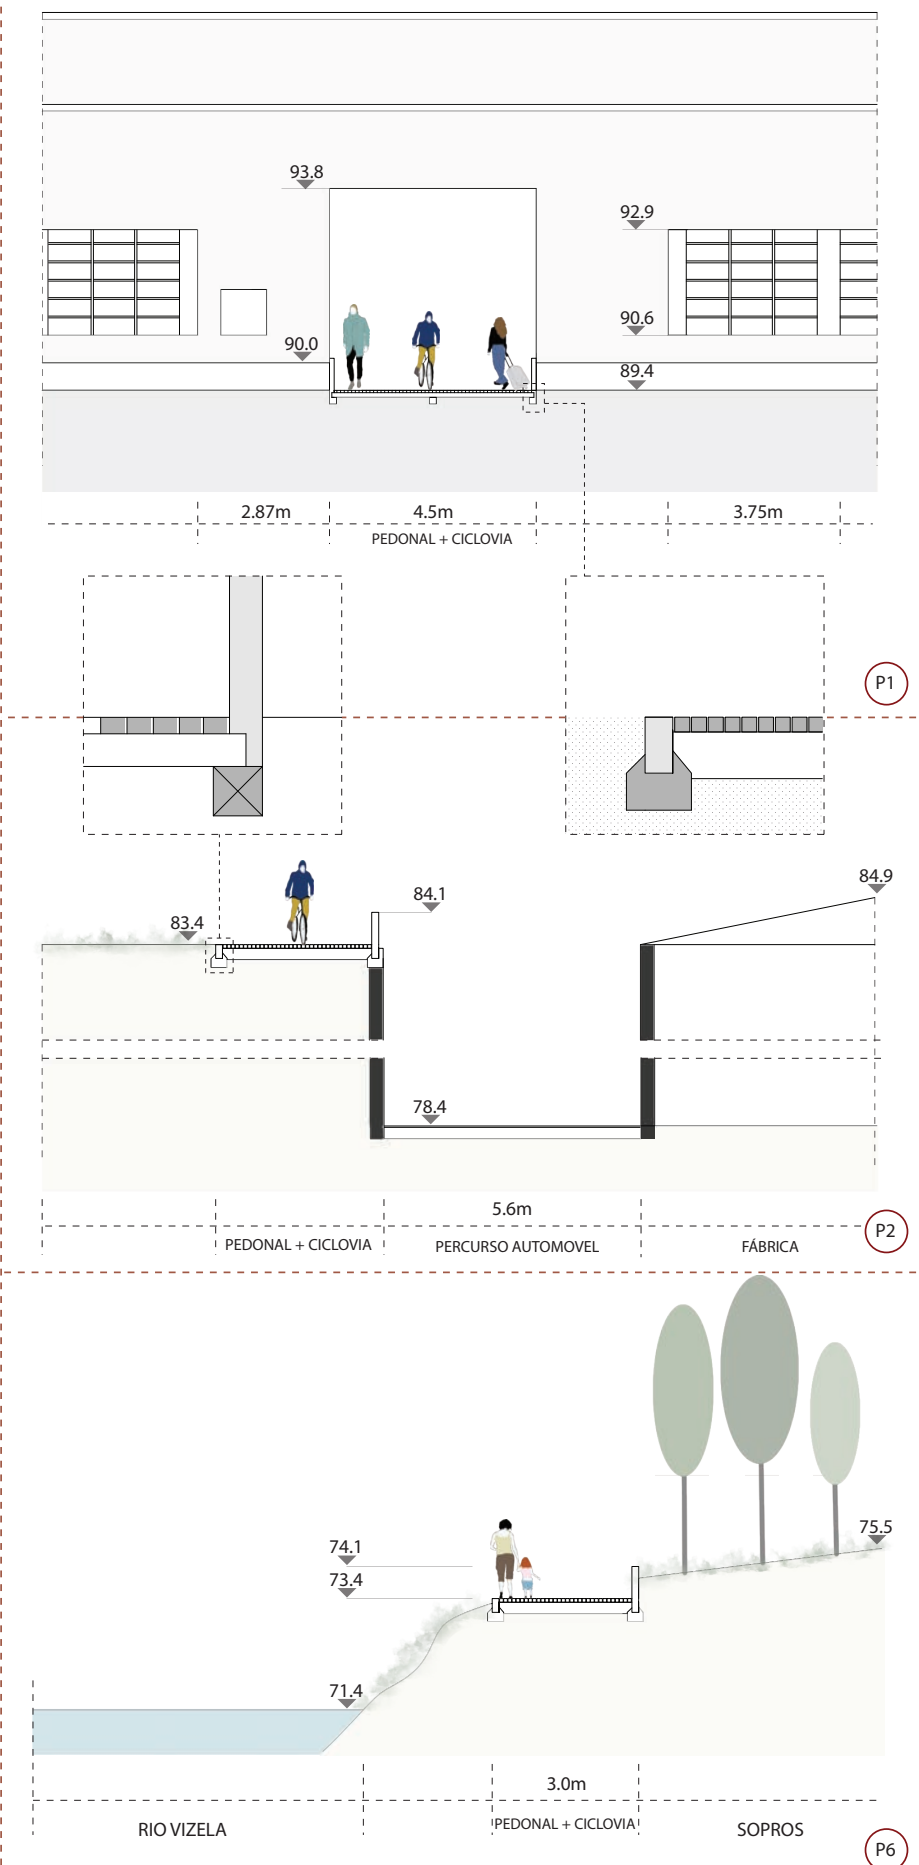 93.8
92.9
90.6
90.0
89.4
2.87m 4.5m 3.75m
PEDONAL + CICLOVIA
P1
84.9
84.1
83.4
78.4
5.6m
P2
PEDONAL + CICLOVIA PERCURSO AUTOMOVEL FÁBRICA
75.5
74.1
73.4
71.4
3.0m
RIO VIZELA PEDONAL + CICLOVIA SOPROS
P6